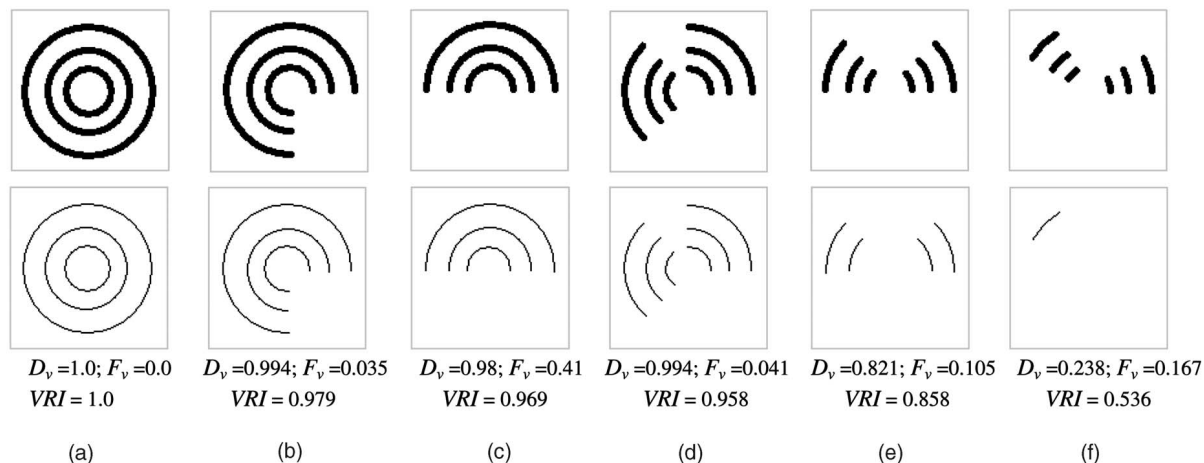 Dv =1.0; Fv =0.0
VRI = 1.0
(a)
Dv =0.994; Fv =0.035
VRI = 0.979
(b)
Dv =0.98; Fv =0.41
VRI = 0.969
(c)
Dv =0.994; Fv =0.041
VRI = 0.958
(d)
Dv =0.821; Fv =0.105
VRI = 0.858
(e)
Dv =0.238; Fv =0.167
VRI = 0.536
(f)